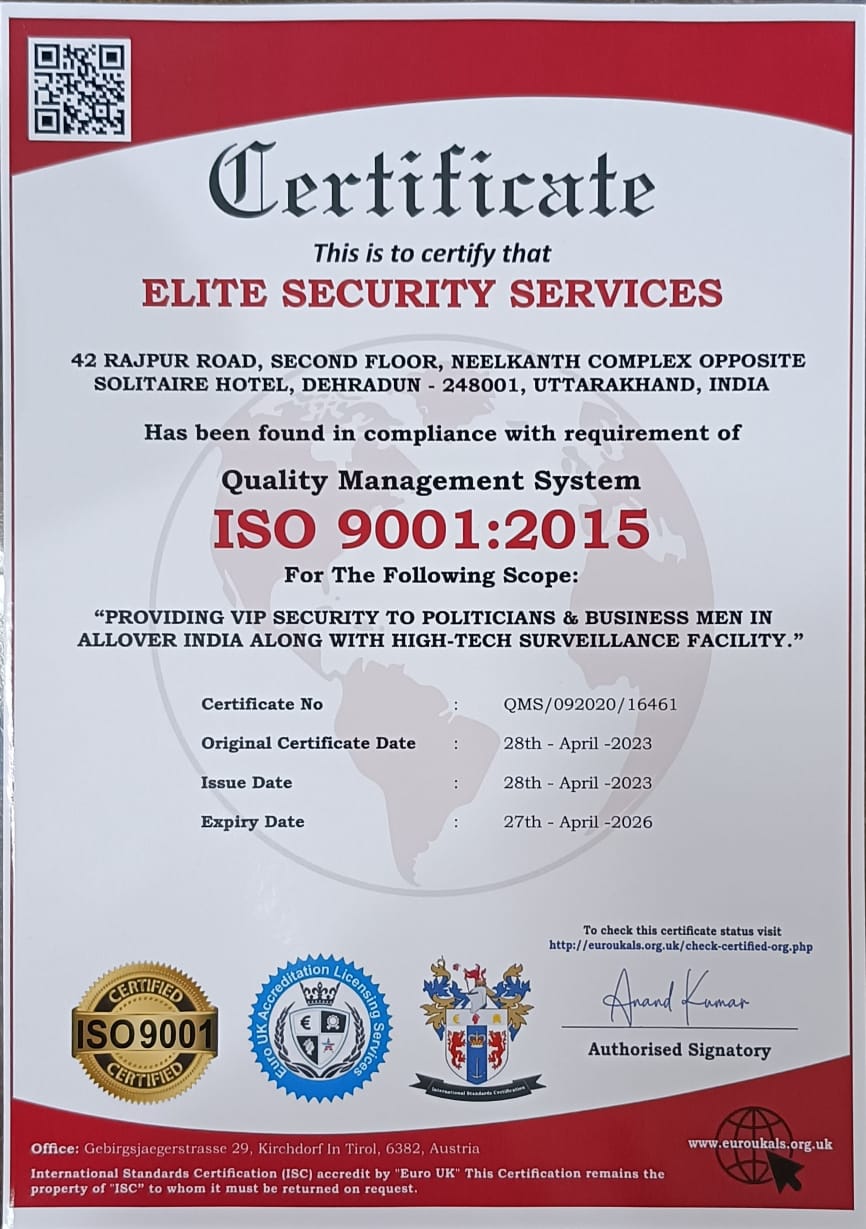 Certificate
This is to certify that
ELITE SECURITY SERVICES
42 RAJPUR ROAD, SECOND FLOOR, NEELKANTH COMPLEX OPPOSITE
SOLITAIRE HOTEL, DEHRADUN - 248001, UTTARAKHAND, INDIA
Has been found in compliance with requirement of
Quality Management System
ISO 9001:2015
For The Following Scope:
“PROVIDING VIP SECURITY TO POLITICIANS & BUSINESS MEN IN
ALLOVER INDIA ALONG WITH HIGH-TECH SURVEILLANCE FACILITY.”
Certificate No : QMS/092020/16461
Original Certificate Date : 28th - April -2023
Issue Date : 28th - April -2023
Expiry Date : 27th - April -2026
To check this certificate status visit
http://euroukals.org.uk/check-certified-org.php
CERTIFIED
ISO 9001
CERTIFIED
Euro UK Accreditation Licensing Services
€
International Standards Certification
Anand Kumar
Authorised Signatory
Office: Gebirgsjaegerstrasse 29, Kirchdorf In Tirol, 6382, Austria
www.euroukals.org.uk
International Standards Certification (ISC) accredit by "Euro UK" This Certification remains the
property of "ISC" to whom it must be returned on request.